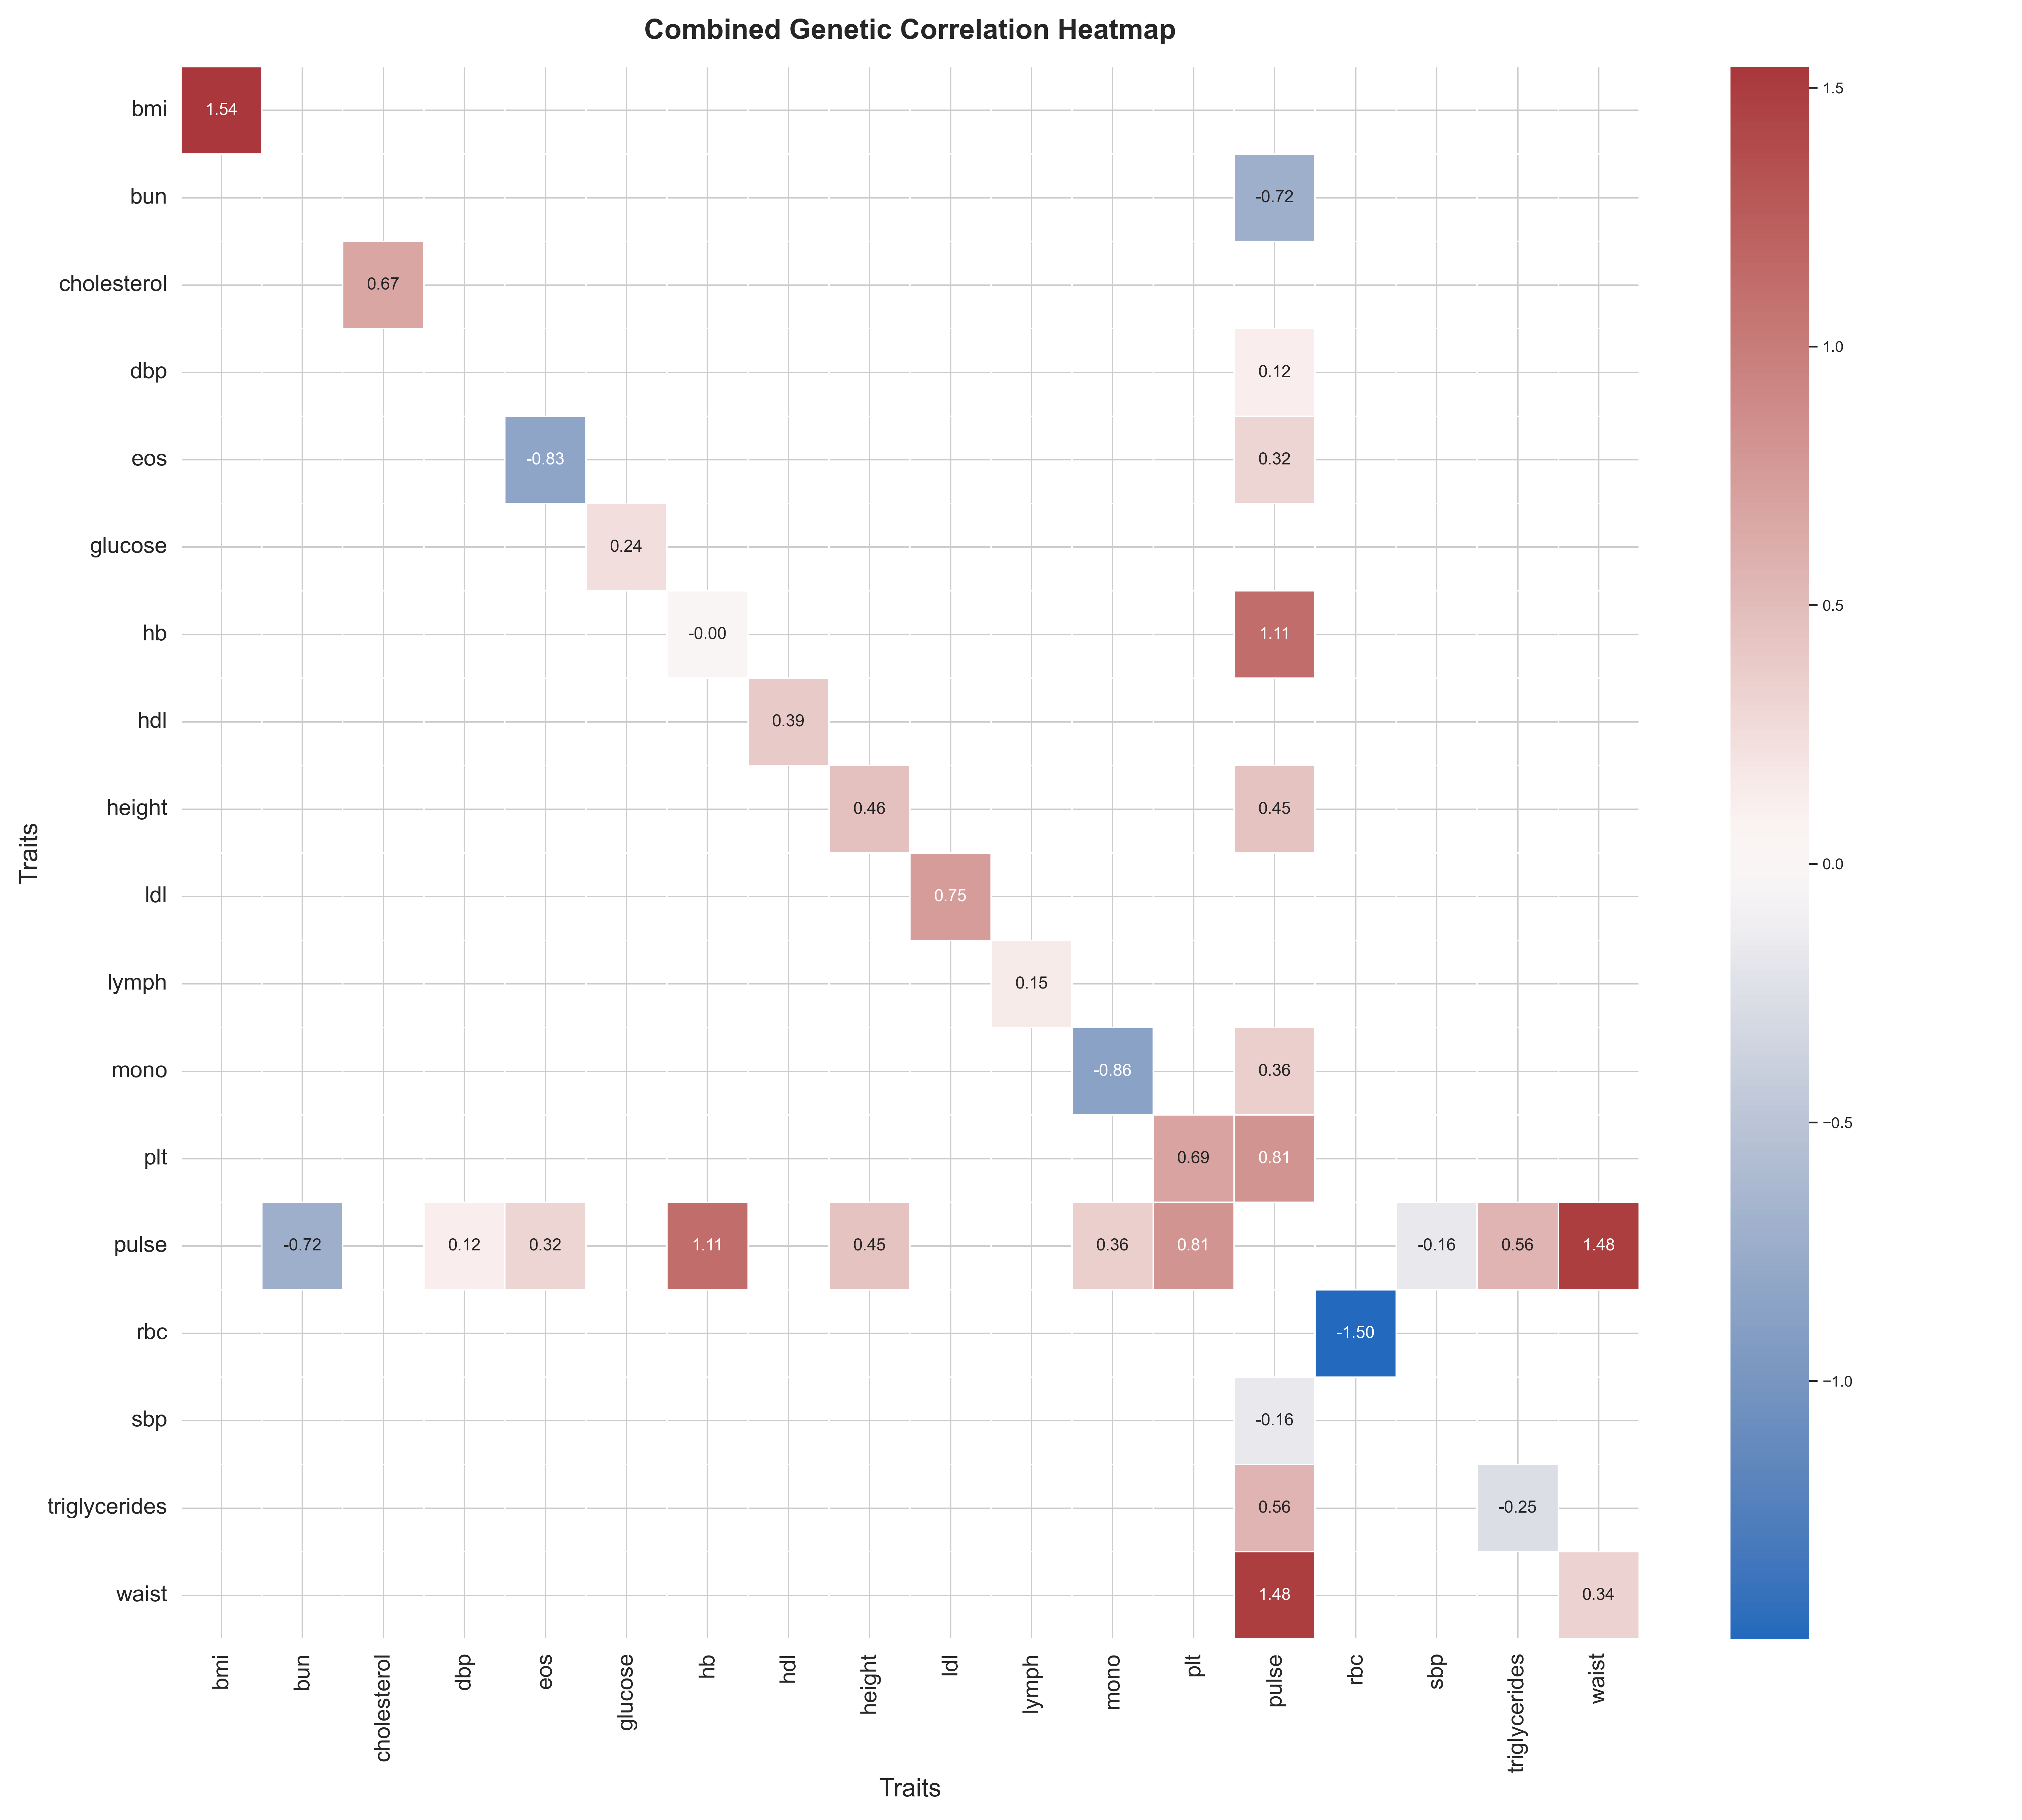 Combined Genetic Correlation Heatmap
bmi 1.54
bun -0.72
cholesterol 0.67
dbp 0.12
eos -0.83 0.32
glucose 0.24
hb -0.00 1.11
hdl 0.39
height 0.46 0.45
ldl 0.75
lymph 0.15
mono -0.86 0.36
plt 0.69 0.81
pulse -0.72 0.12 0.32 1.11 0.45 0.36 0.81 -0.16 0.56 1.48
rbc -1.50
sbp -0.16
triglycerides 0.56 -0.25
waist 1.48 0.34
Traits
bmi bun cholesterol dbp eos glucose hb hdl height ldl lymph mono plt pulse rbc sbp triglycerides waist
Traits
1.5
1.0
0.5
0.0
−0.5
−1.0